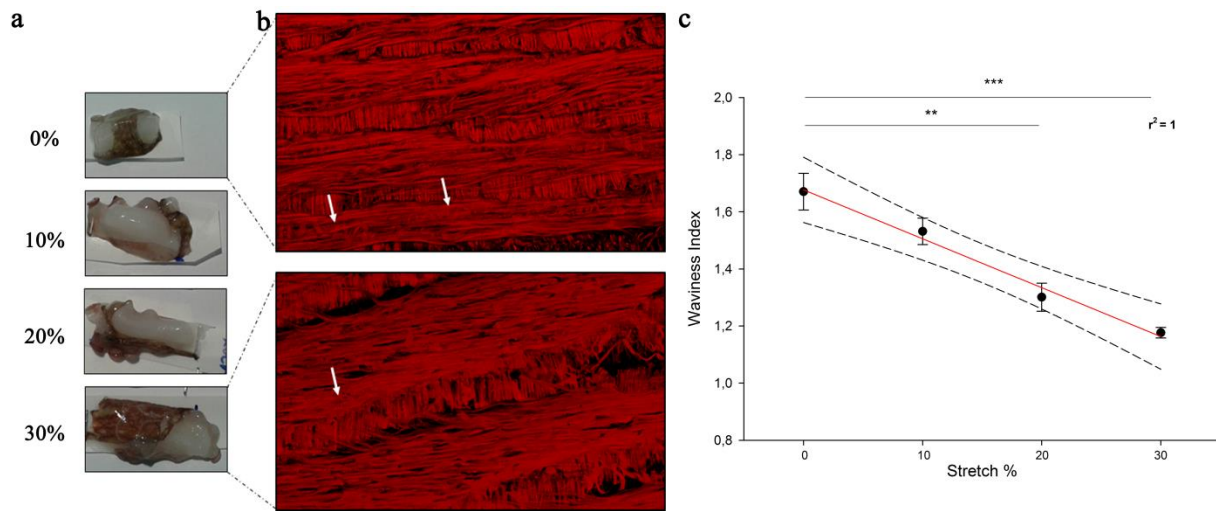 a
b
c
0%
10%
20%
30%
***
**
r² = 1
2,0
1,8
1,6
1,4
1,2
1,0
0,8
Waviness Index
0
10
20
30
Stretch %